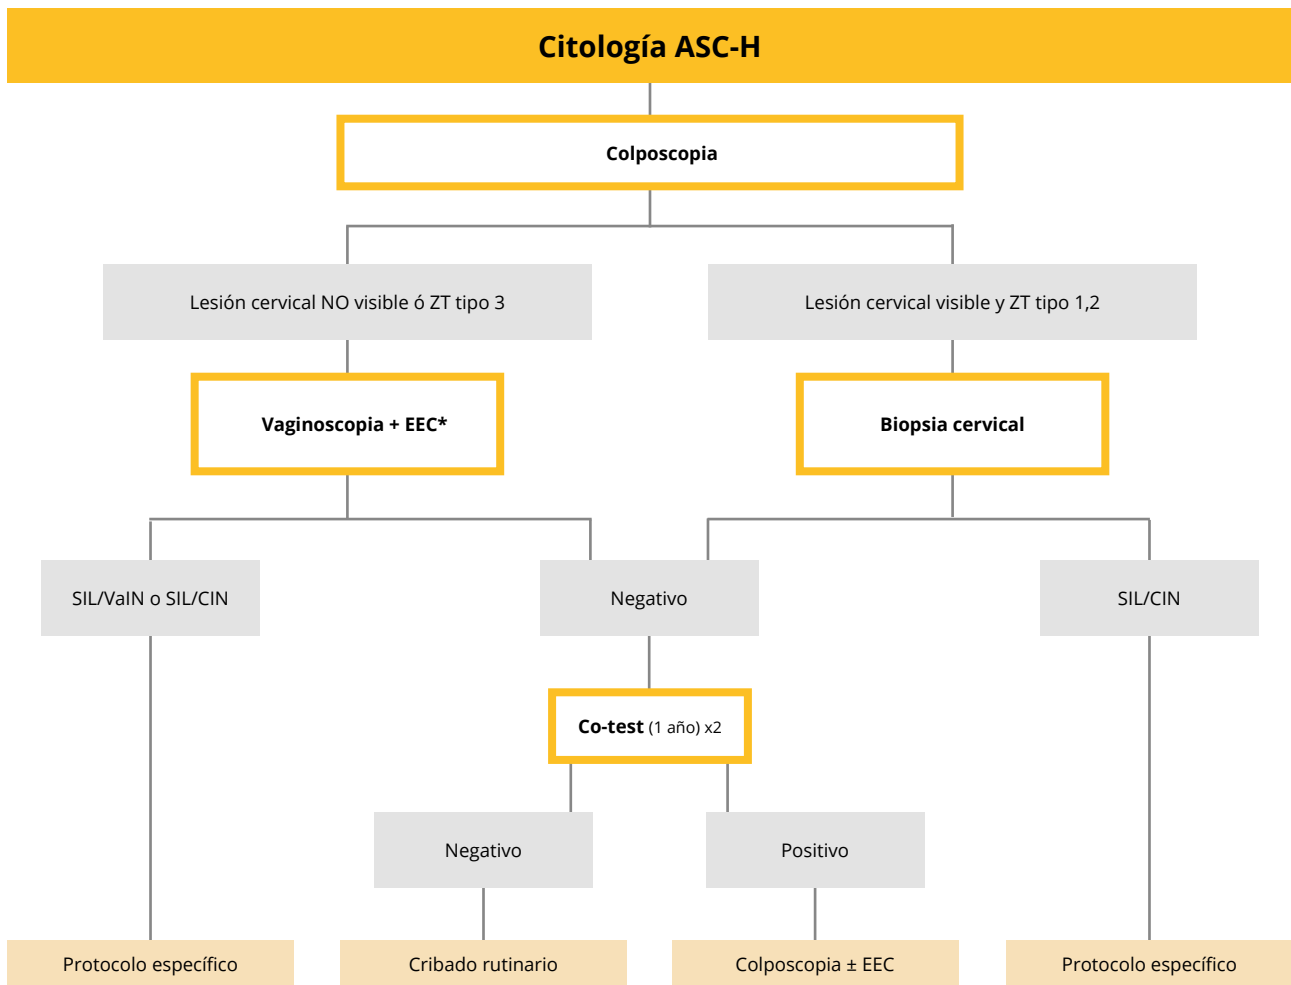 Citología ASC-H
Colposcopia
Lesión cervical NO visible ó ZT tipo 3
Lesión cervical visible y ZT tipo 1,2
Vaginoscopia + EEC*
Biopsia cervical
SIL/VaIN o SIL/CIN
Negativo
SIL/CIN
Co-test (1 año) x2
Negativo
Positivo
Protocolo específico
Cribado rutinario
Colposcopia ± EEC
Protocolo específico